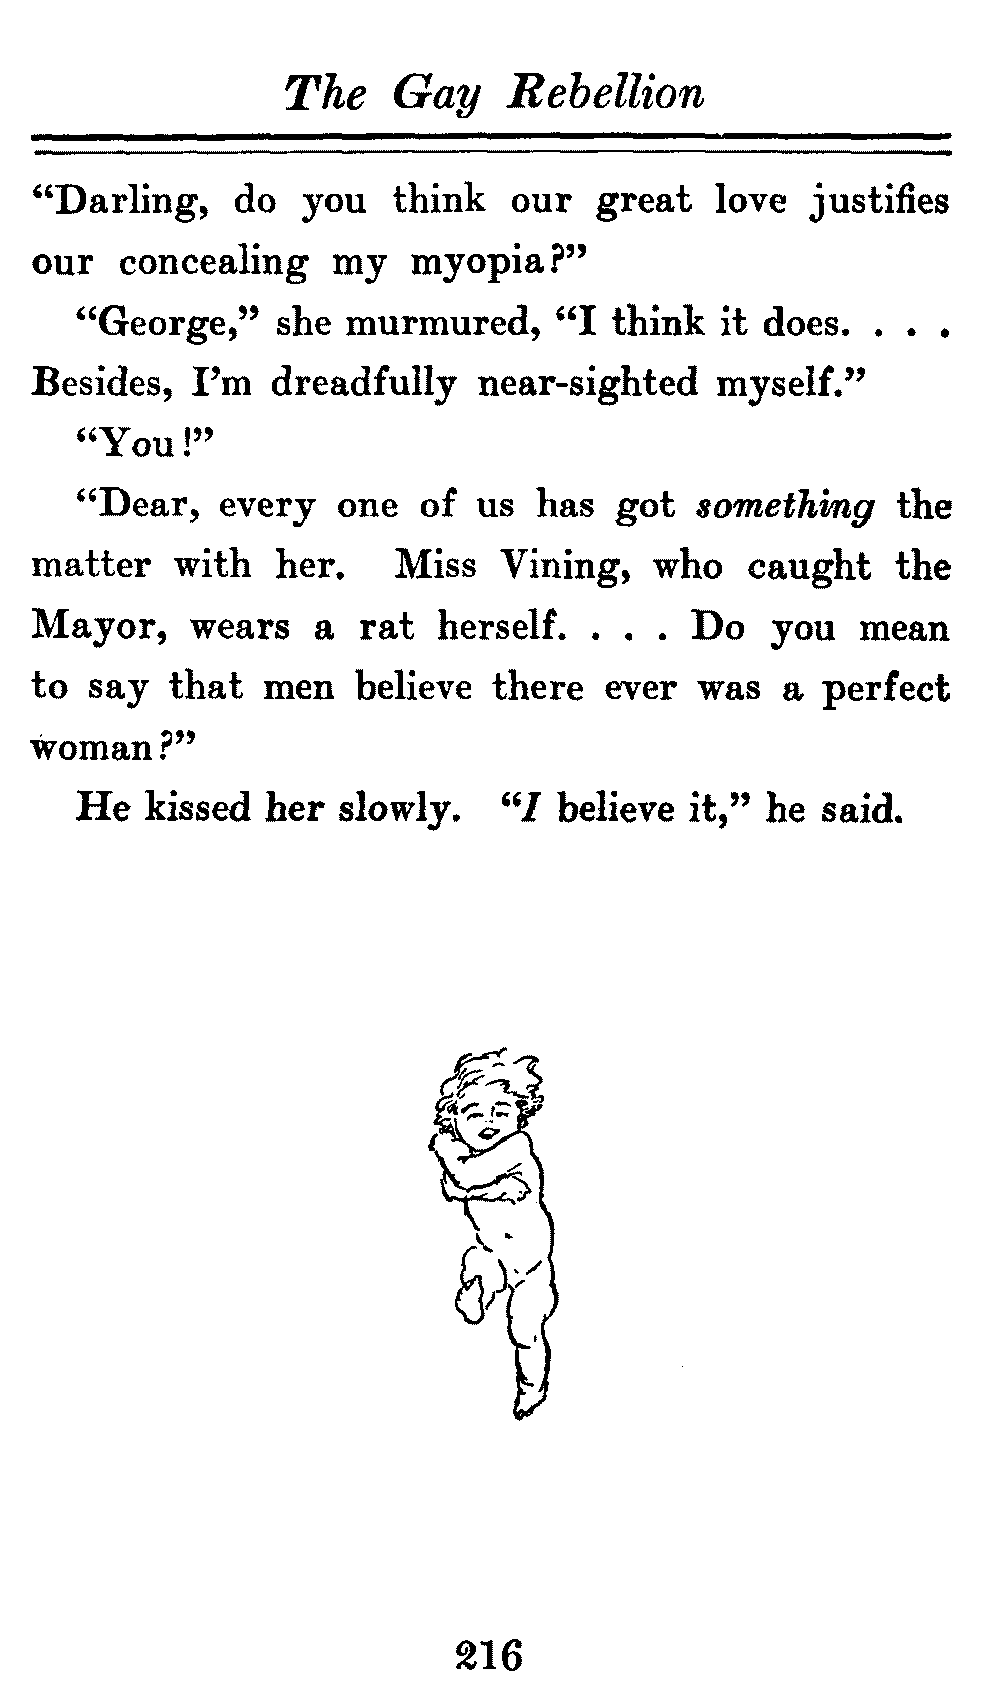 The Gay Rebellion
“Darling, do you think our great love justifies
our concealing my myopia?”
“George,” she murmured, “I think it does. . . .
Besides, I’m dreadfully near-sighted myself.”
“You!”
“Dear, every one of us has got something the
matter with her. Miss Vining, who caught the
Mayor, wears a rat herself. . . . Do you mean
to say that men believe there ever was a perfect
woman?”
He kissed her slowly. “I believe it,” he said.
216